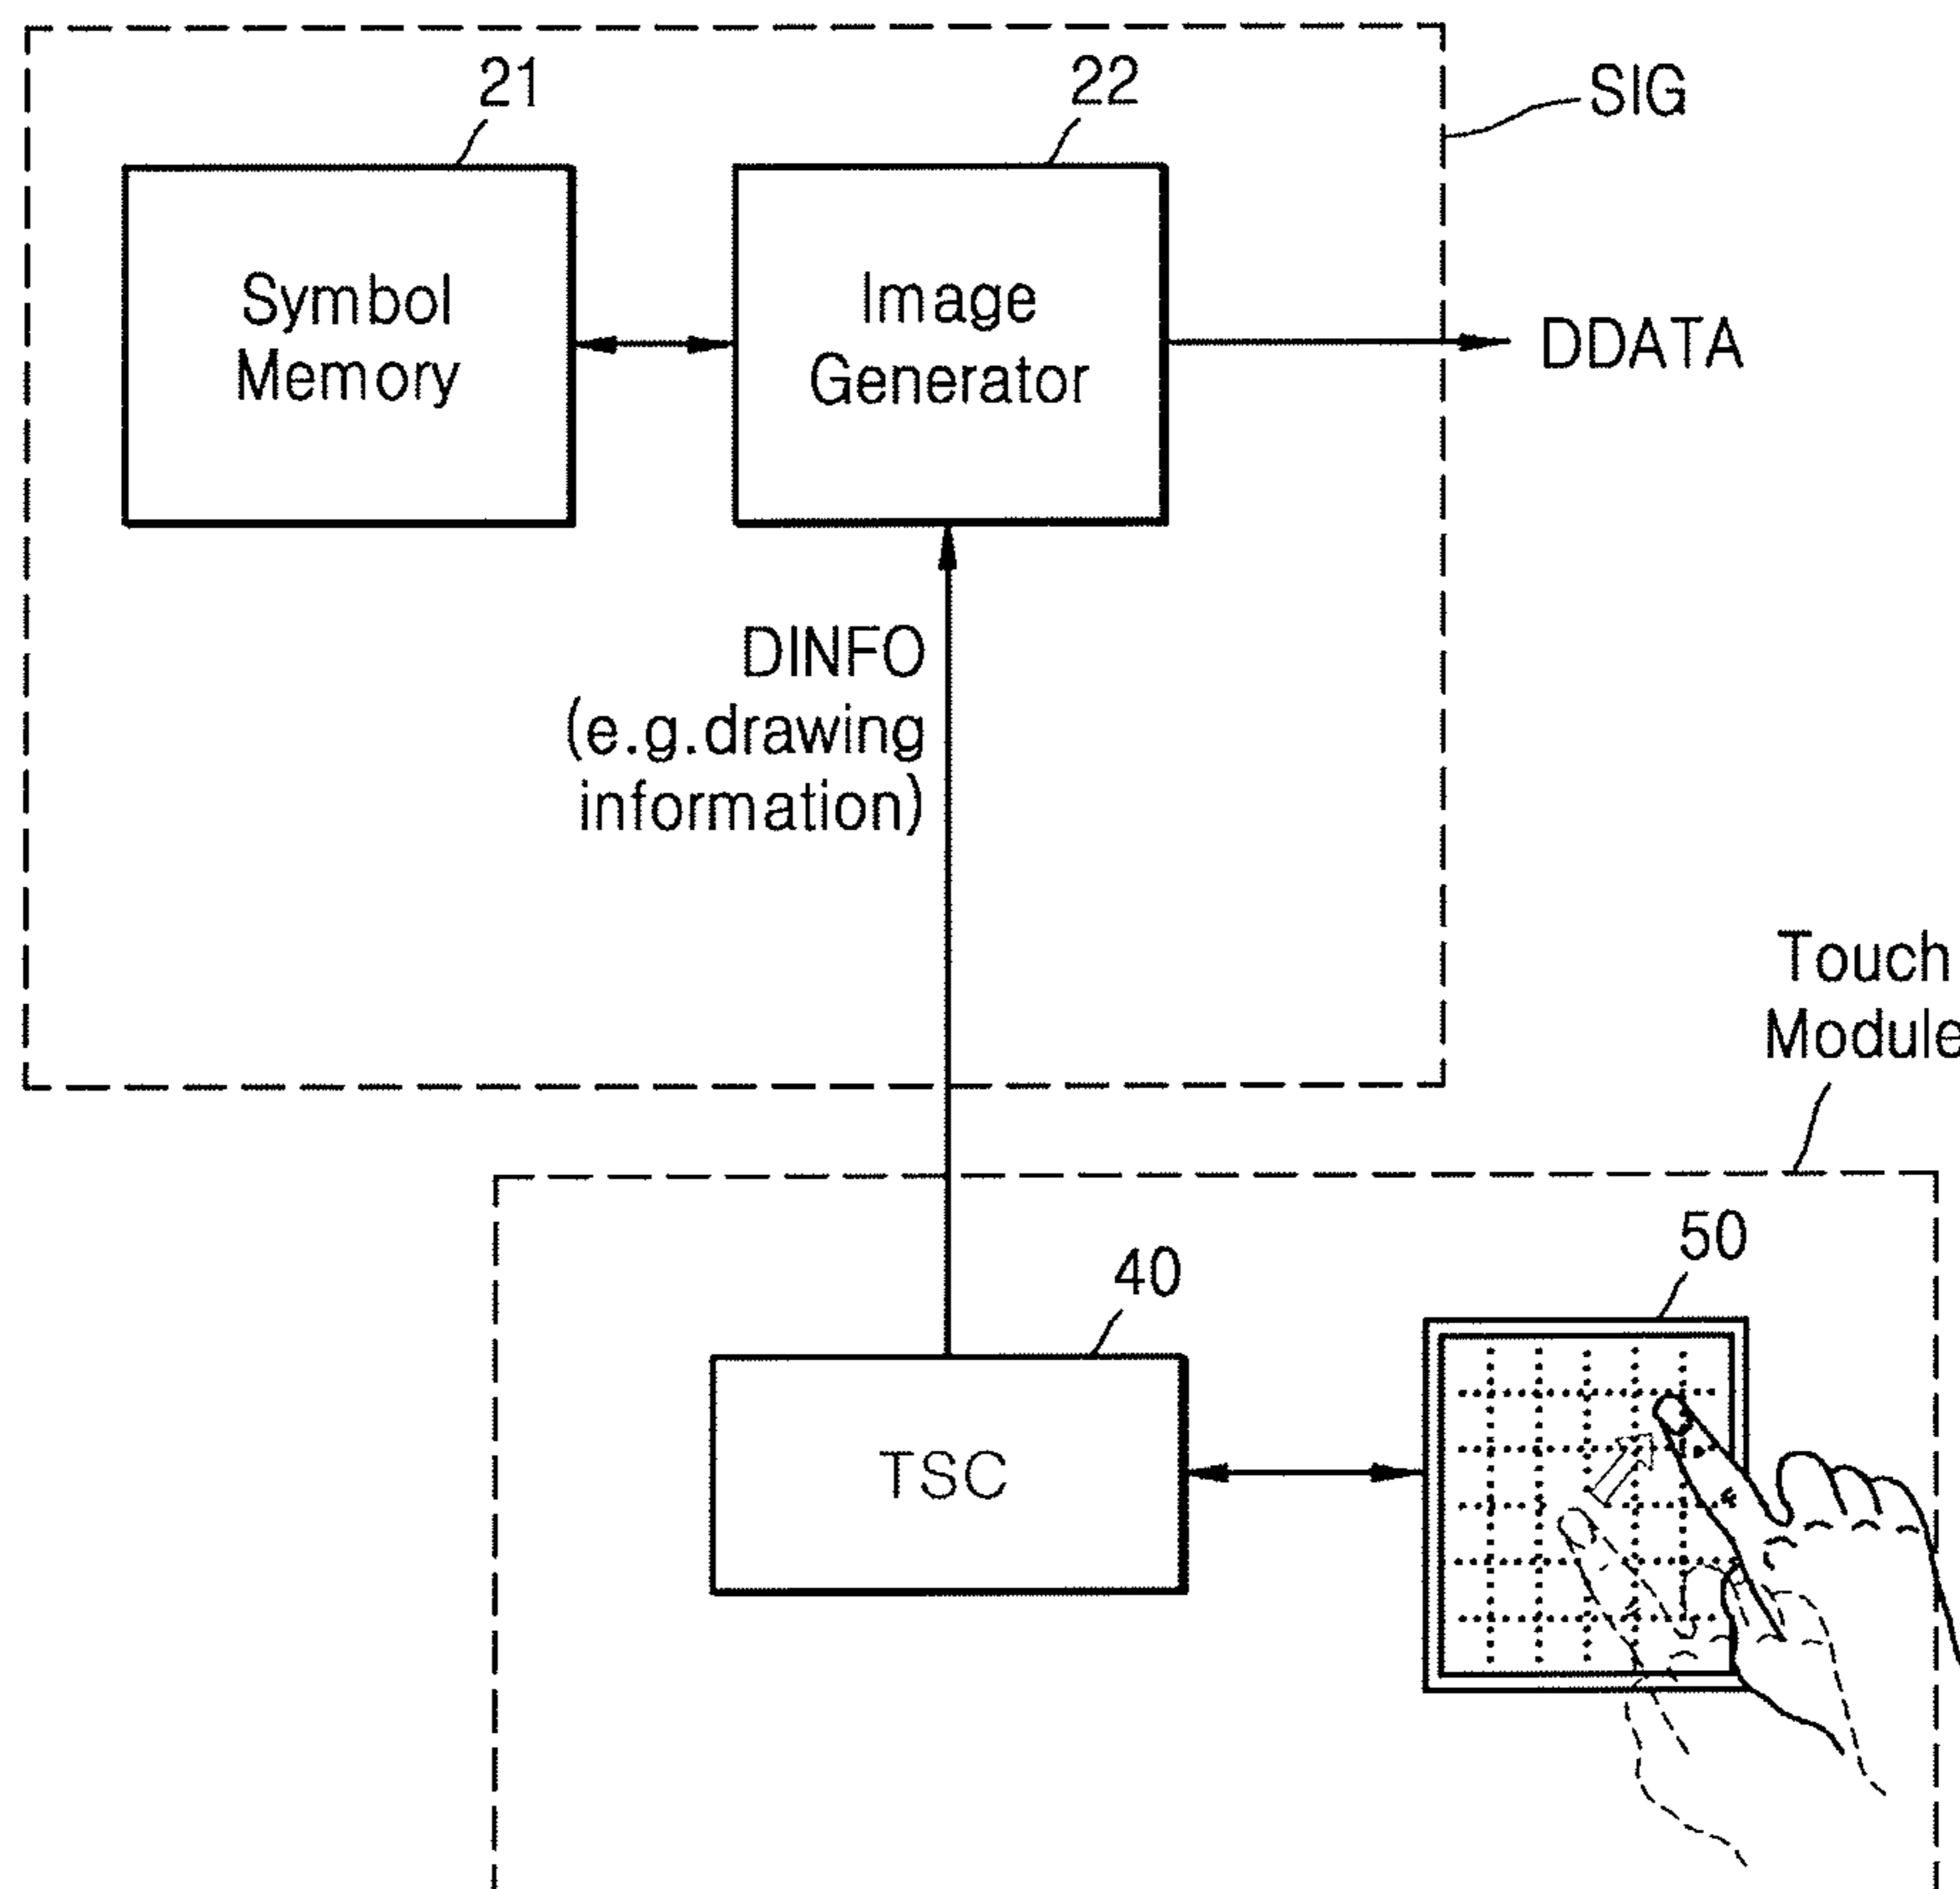 21
22
SIG
Symbol
Memory
Image
Generator
DDATA
DINFO
(e.g.drawing
information)
Touch
Module
50
40
TSC